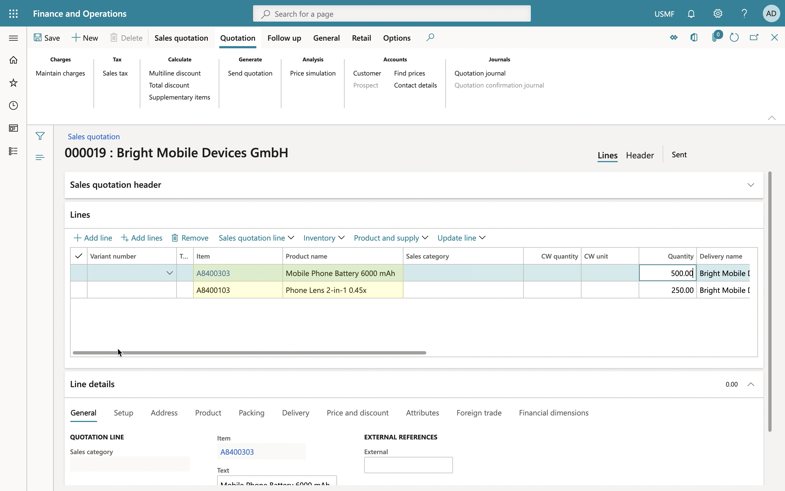 Finance and Operations
Search for a page
USMF
?
AD
Save
New
Delete
Sales quotation
Quotation
Follow up
General
Retail
Options
0
Charges
Maintain charges
Tax
Sales tax
Calculate
Multiline discount
Total discount
Supplementary items
Generate
Send quotation
Analysis
Price simulation
Accounts
Customer
Find prices
Prospect
Contact details
Journals
Quotation journal
Quotation confirmation journal
Sales quotation
000019 : Bright Mobile Devices GmbH
Lines
Header
Sent
Sales quotation header
Lines
+ Add line
Add lines
Remove
Sales quotation line
Inventory
Product and supply
Update line
Variant number T... Item Product name Sales category CW quantity CW unit Quantity Delivery name
A8400303 Mobile Phone Battery 6000 mAh 500.00 Bright Mobile D
A8400103 Phone Lens 2-in-1 0.45x 250.00 Bright Mobile D
Line details
0.00
General
Setup
Address
Product
Packing
Delivery
Price and discount
Attributes
Foreign trade
Financial dimensions
QUOTATION LINE
Sales category
Item
A8400303
Text
Mobile Phone Battery 6000 mAh
EXTERNAL REFERENCES
External